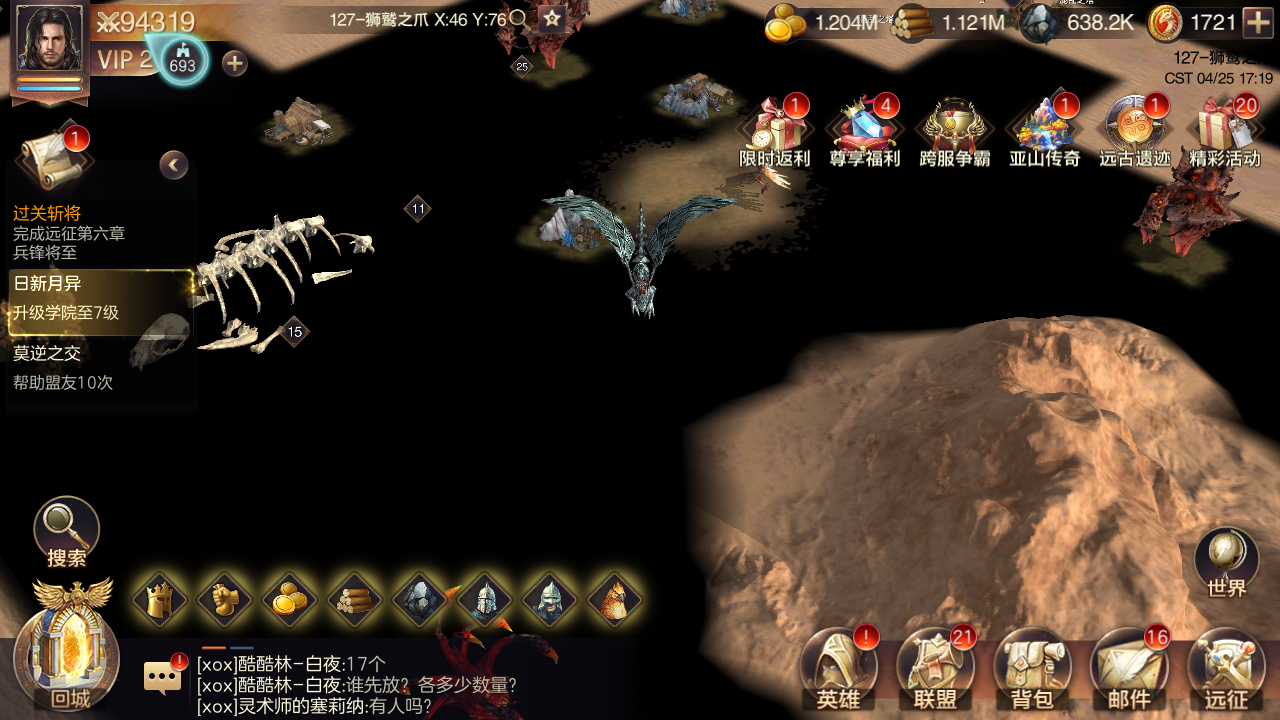 94319
VIP 2
693
127-狮鹫之爪 X:46 Y:76
1.204M
1.121M
638.2K
1721
127-狮鹫之
CST 04/25 17:19
25
1
4
1
1
20
限时返利
尊享福利
跨服争霸
亚山传奇
远古遗迹
精彩活动
1
过关斩将
完成远征第六章
兵锋将至
日新月异
升级学院至7级
莫逆之交
帮助盟友10次
11
15
搜索
世界
回城
[xox]酷酷林-白夜:17个
[xox]酷酷林-白夜:谁先放？各多少数量?
[xox]灵术师的塞莉纳:有人吗?
!
!
21
16
英雄
联盟
背包
邮件
远征